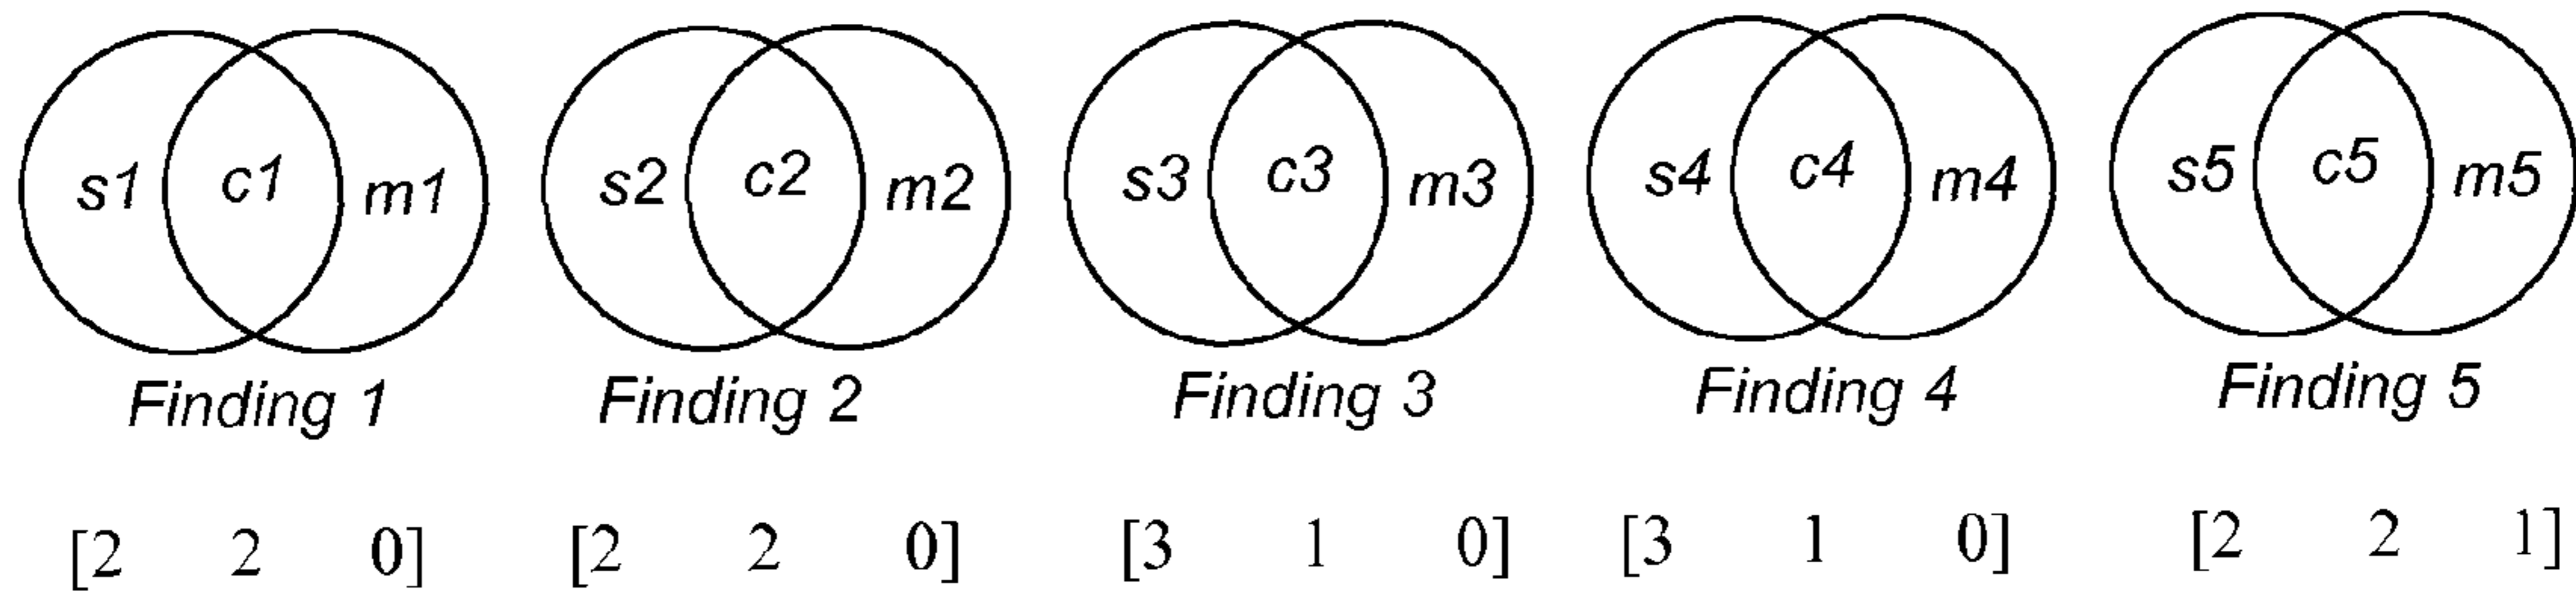 s1 c1 m1 s2 c2 m2 s3 c3 m3 s4 c4 m4 s5 c5 m5
Finding 1 Finding 2 Finding 3 Finding 4 Finding 5
[2 2 0] [2 2 0] [3 1 0] [3 1 0] [2 2 1]